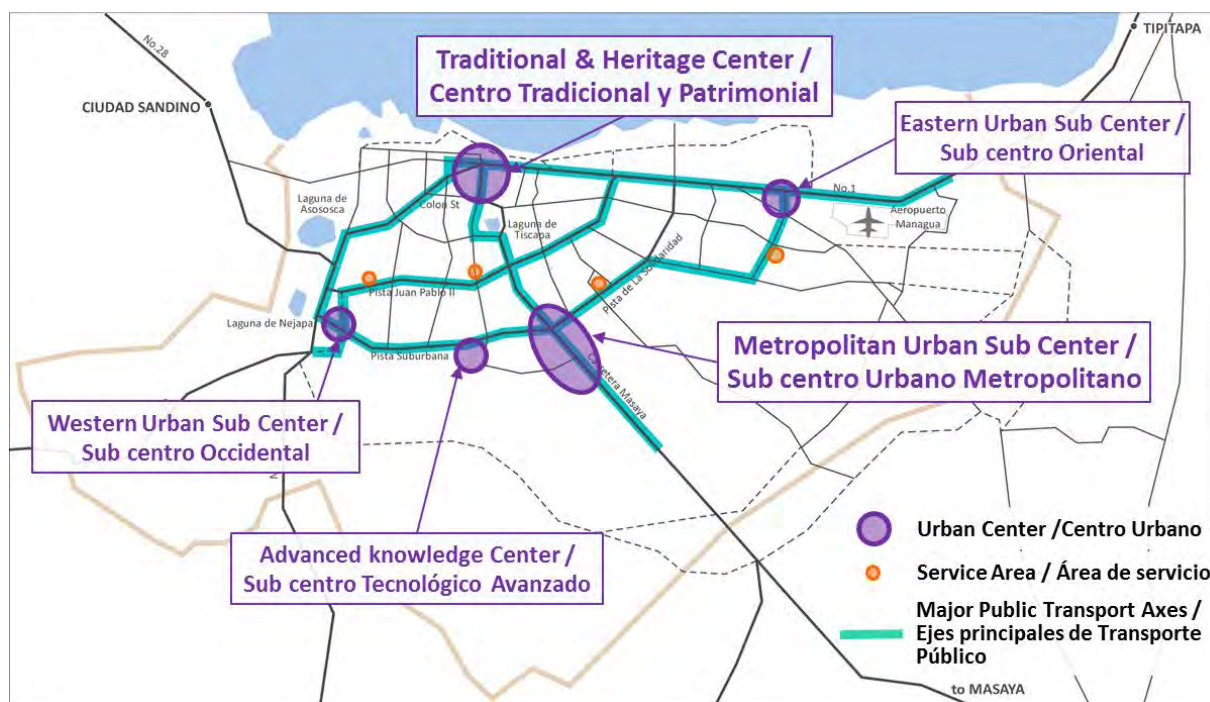 No.28
TIPITAPA
CIUDAD SANDINO
Traditional & Heritage Center /
Centro Tradicional y Patrimonial
Eastern Urban Sub Center /
Sub centro Oriental
Laguna de
Asososca
Colon St
Laguna de
Tiscapa
No.1
Aeropuerto
Managua
Pista de La Solidaridad
Pista Juan Pablo II
Laguna de Nejapa
Pista Suburbana
Carretera Masaya
Metropolitan Urban Sub Center /
Sub centro Urbano Metropolitano
Western Urban Sub Center /
Sub centro Occidental
Advanced knowledge Center /
Sub centro Tecnológico Avanzado
Urban Center /Centro Urbano
Service Area / Área de servicio
Major Public Transport Axes /
Ejes principales de Transporte
Público
to MASAYA